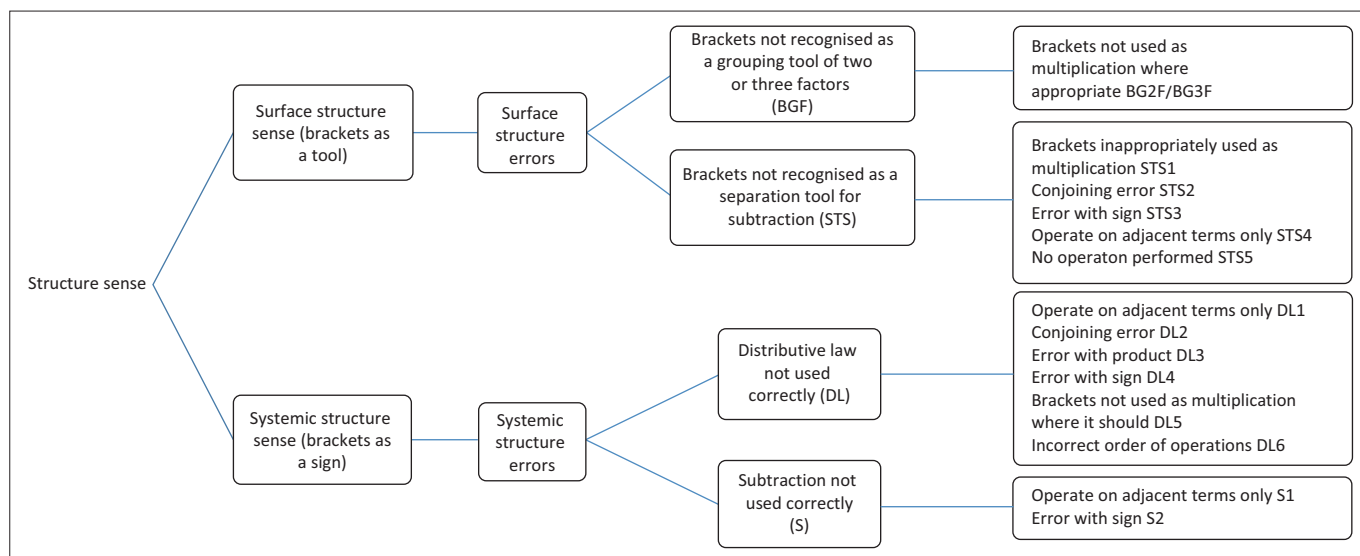 Structure sense
Surface structure
sense (brackets as
a tool)
Surface
structure
errors
Brackets not recognised as
a grouping tool of two
or three factors
(BGF)
Brackets not used as
multiplication where
appropriate BG2F/BG3F
Brackets not recognised as a
separation tool for
subtraction (STS)
Brackets inappropriately used as
multiplication STS1
Conjoining error STS2
Error with sign STS3
Operate on adjacent terms only STS4
No operaton performed STS5
Systemic structure
sense (brackets as
a sign)
Systemic
structure
errors
Distributive law
not used
correctly (DL)
Operate on adjacent terms only DL1
Conjoining error DL2
Error with product DL3
Error with sign DL4
Brackets not used as multiplication
where it should DL5
Incorrect order of operations DL6
Subtraction not
used correctly
(S)
Operate on adjacent terms only S1
Error with sign S2